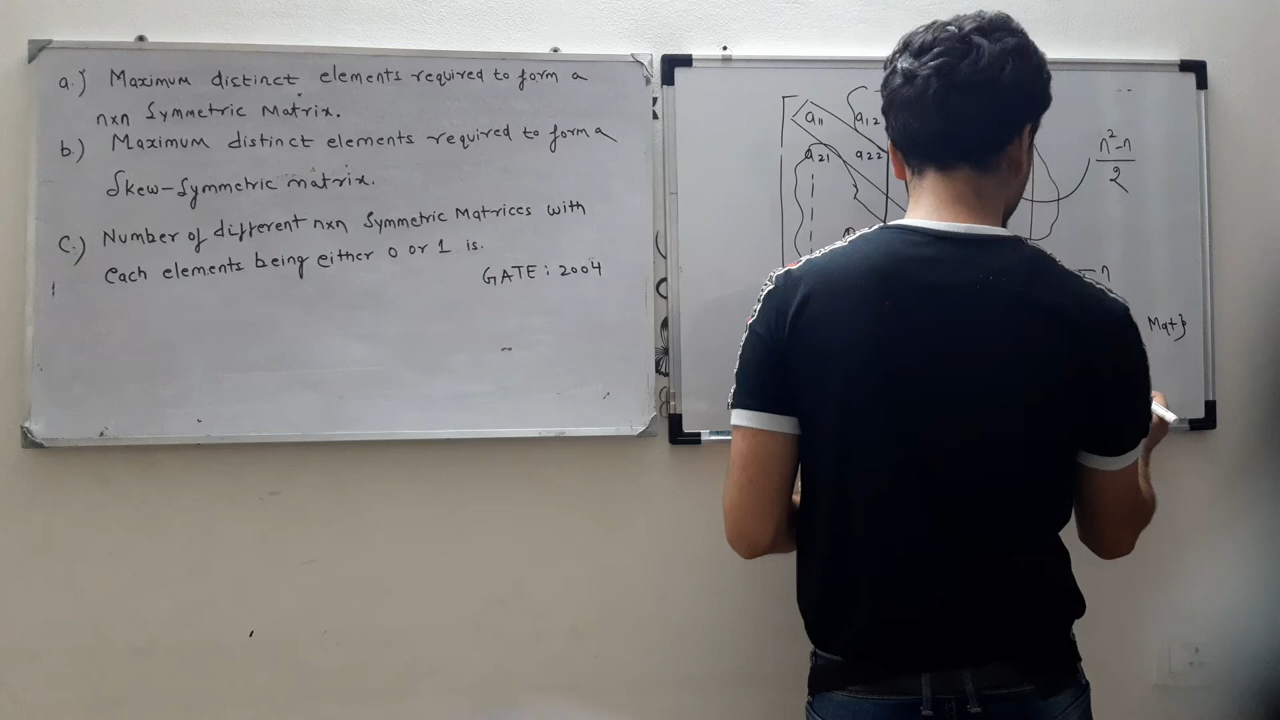 a.) Maximum distinct elements required to form a
nxn Symmetric Matrix.
b.) Maximum distinct elements required to form a
Skew-Symmetric matrix.
C.) Number of different nxn Symmetric Matrices with
each elements being either 0 or 1 is.
GATE: 2004
a11 a12
a21 a22
n²-n
2
-n
Mat}